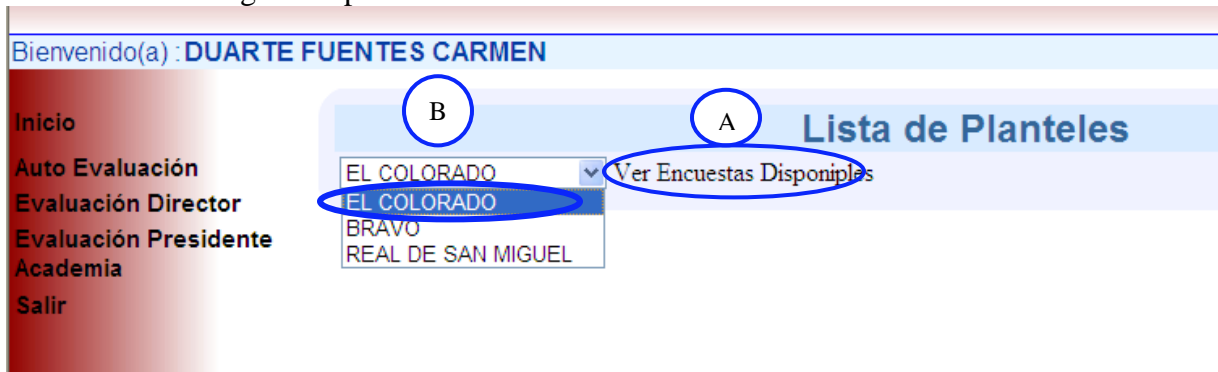 Bienvenido(a) : DUARTE FUENTES CARMEN
Inicio
Auto Evaluación
Evaluación Director
Evaluación Presidente
Academia
Salir
B
A
Lista de Planteles
EL COLORADO
Ver Encuestas Disponiples
EL COLORADO
BRAVO
REAL DE SAN MIGUEL